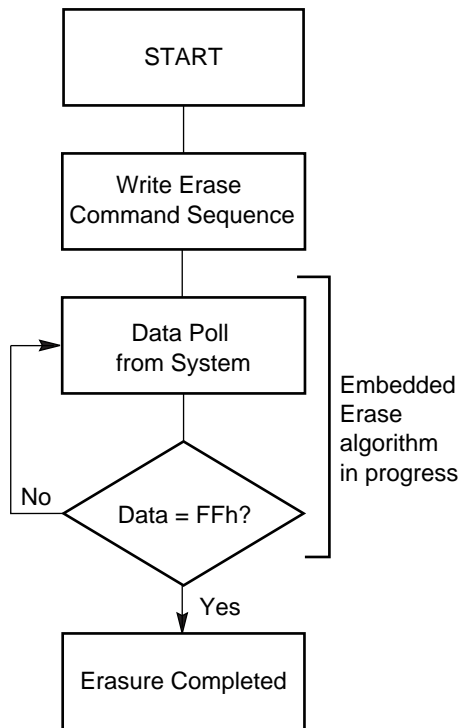 START
Write Erase
Command Sequence
Data Poll
from System
Embedded
Erase
algorithm
in progress
No
Data = FFh?
Yes
Erasure Completed